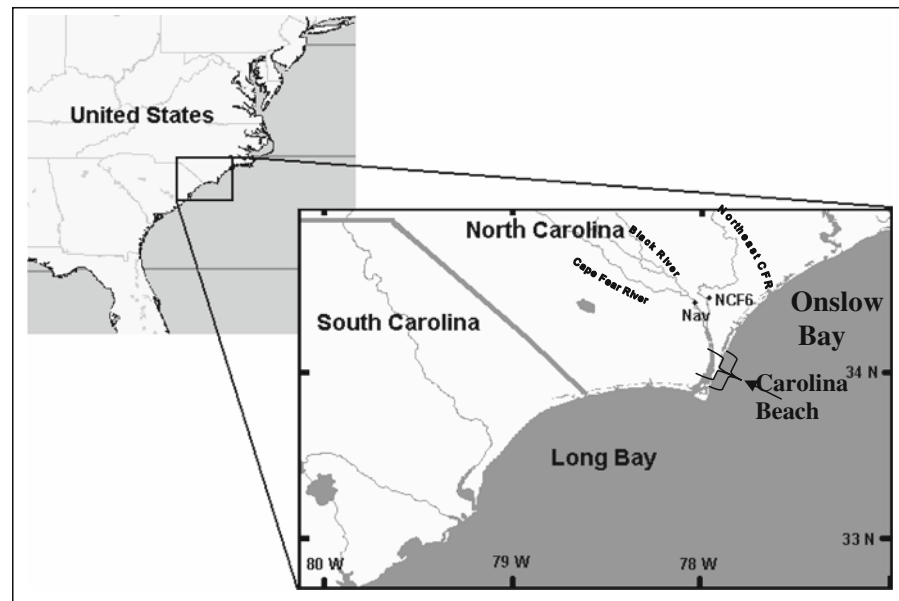 United States
North Carolina
Black River
Northeast CFR
Cape Fear River
NCF6
Nav
Onslow
Bay
South Carolina
34 N
Carolina
Beach
Long Bay
33 N
80 W
79 W
78 W